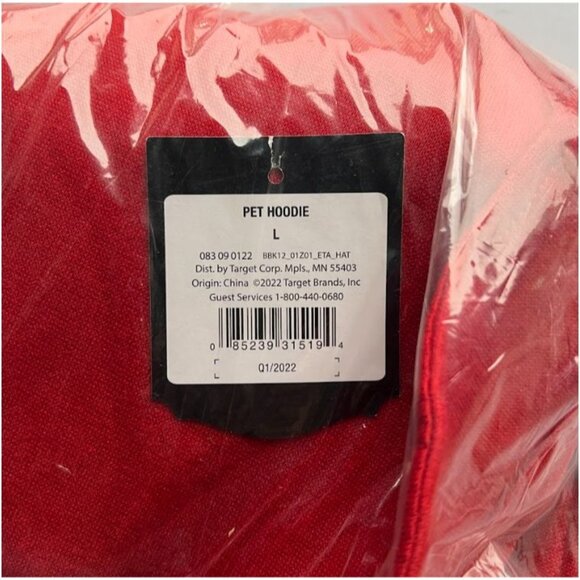 PET HOODIE
L
083 09 0122 BBK12_01Z01_ETA_HAT
Dist. by Target Corp. Mpls., MN 55403
Origin: China ©2022 Target Brands, Inc
Guest Services 1-800-440-0680
0 85239 31519 4
Q1/2022